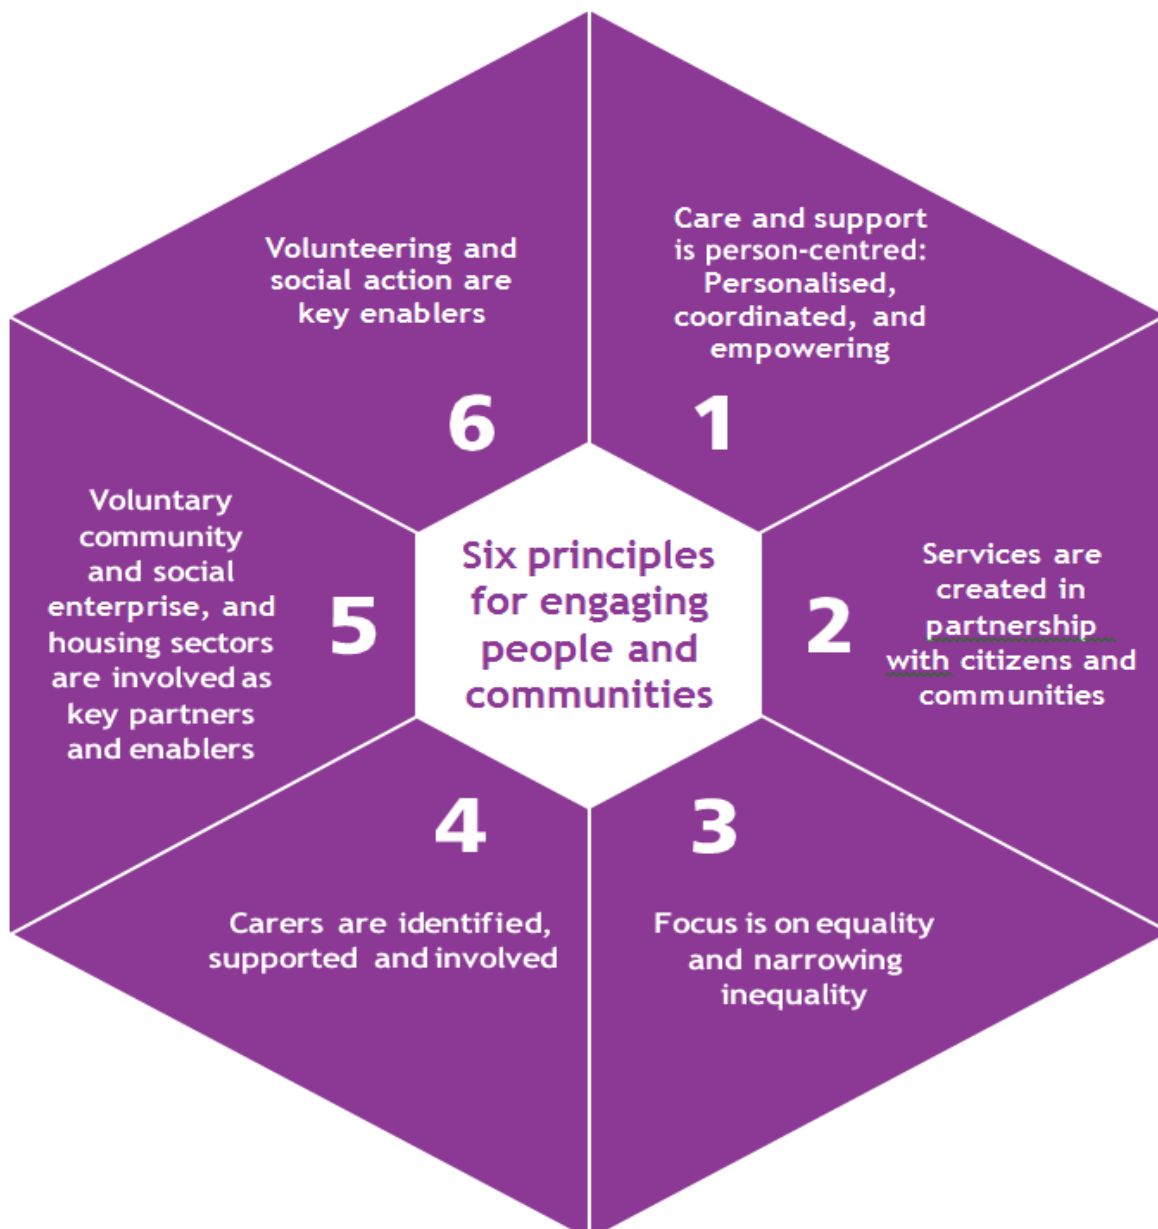 Six principles
for engaging
people and
communities
Care and support
is person-centred:
Personalised,
coordinated, and
empowering
1
Services are
created in
partnership
with citizens and
communities
2
3
Focus is on equality
and narrowing
inequality
4
Carers are identified,
supported and involved
Voluntary
community
and social
enterprise, and
housing sectors
are involved as
key partners
and enablers
5
Volunteering and
social action are
key enablers
6